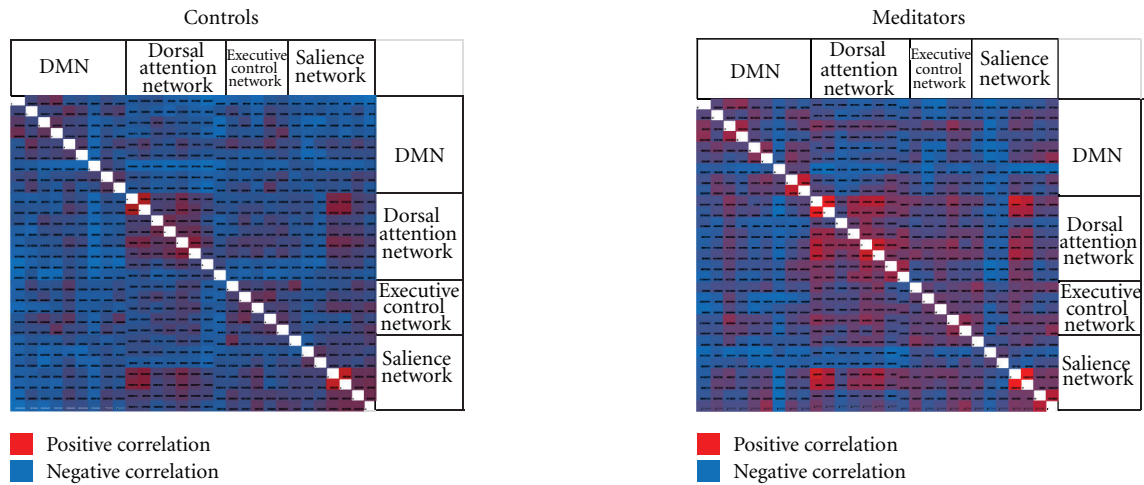 Controls
DMN
Dorsal
attention
network
Executive
control
network
Salience
network
DMN
Dorsal
attention
network
Executive
control
network
Salience
network
Positive correlation
Negative correlation
Meditators
DMN
Dorsal
attention
network
Executive
control
network
Salience
network
DMN
Dorsal
attention
network
Executive
control
network
Salience
network
Positive correlation
Negative correlation